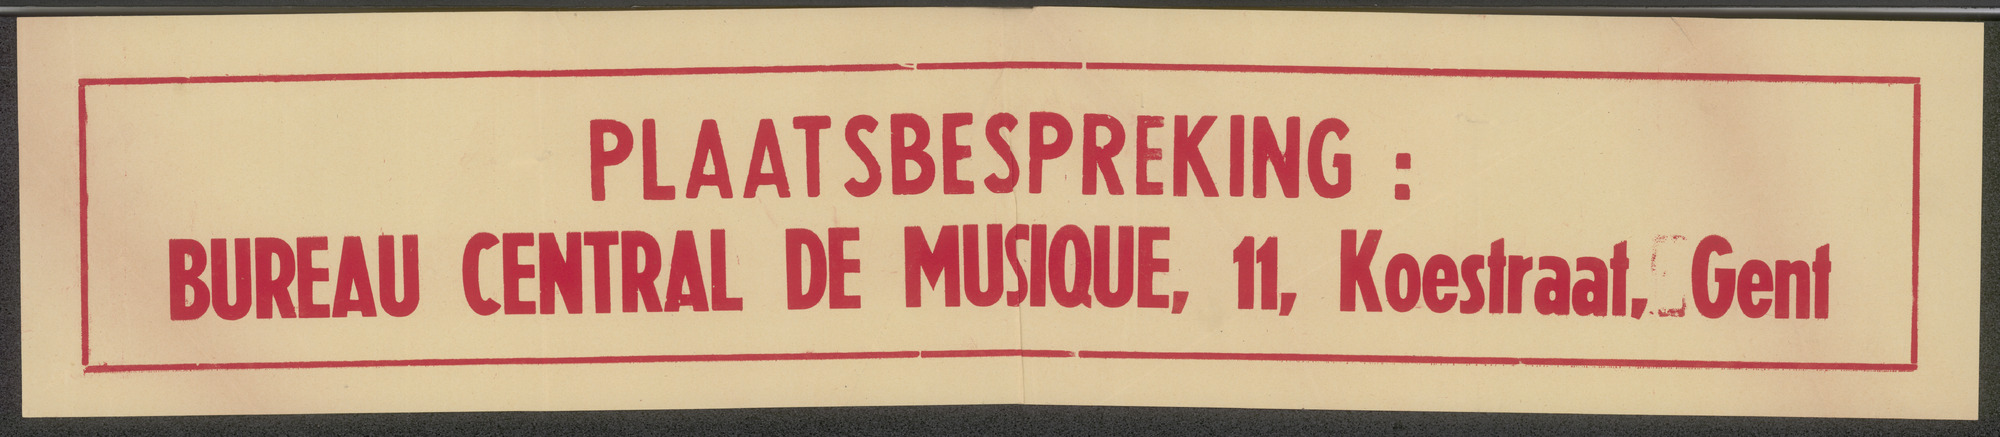 PLAATSBESPREKING :
BUREAU CENTRAL DE MUSIQUE, 11, Koestraat, Gent